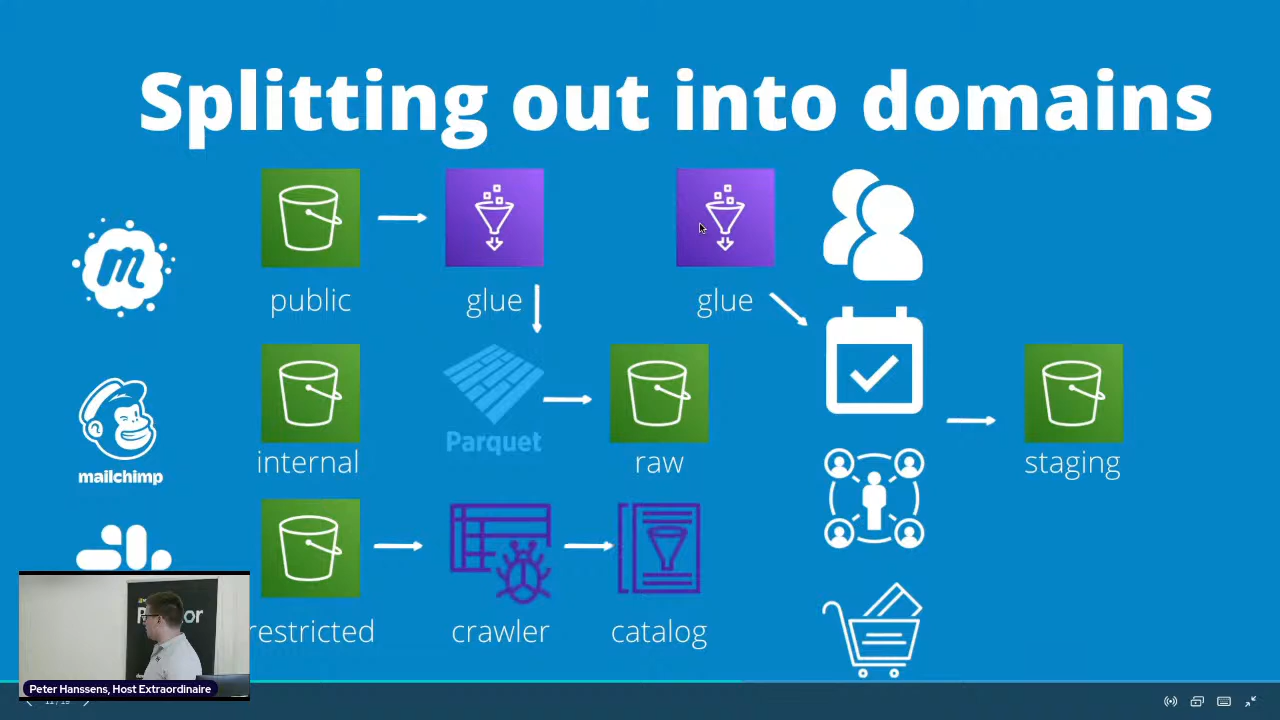 Splitting out into domains
public
glue
glue
m
Parquet
internal
raw
staging
mailchimp
restricted
crawler
catalog
Peter Hanssens, Host Extraordinaire